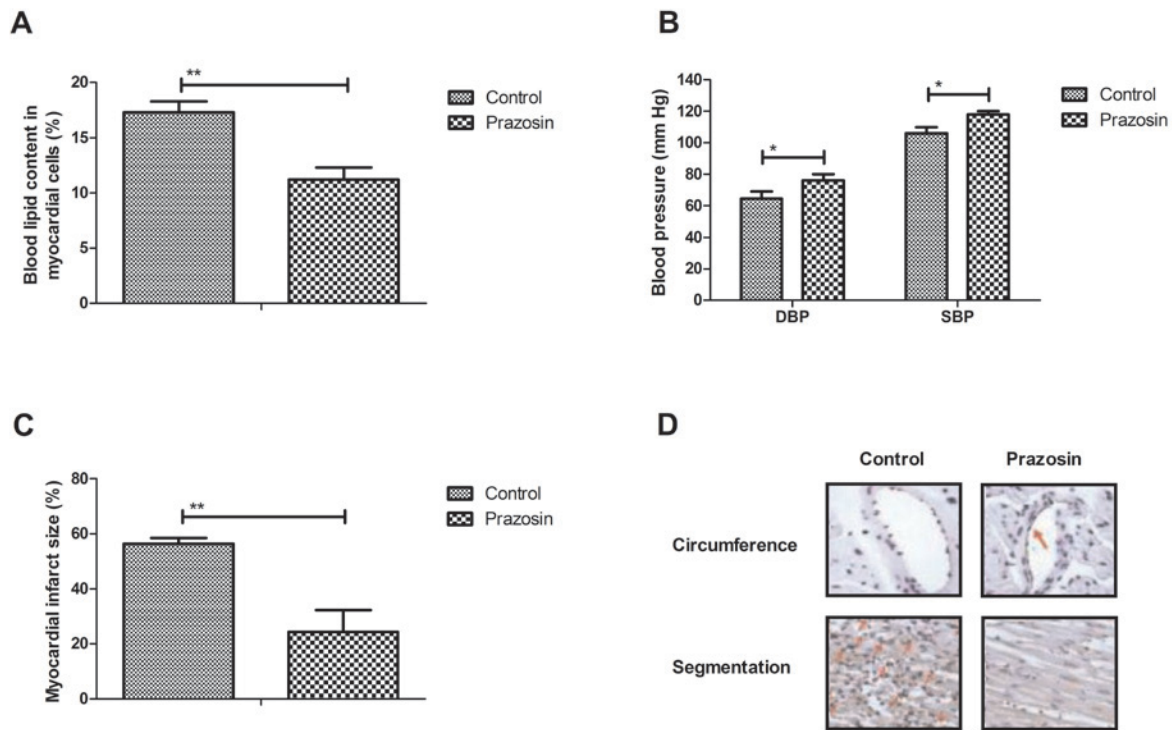 A
Blood lipid content in
myocardial cells (%)
20
15
10
5
0
**
Control
Prazosin
B
Blood pressure (mm Hg)
140
120
100
80
60
40
20
0
*
*
DBP
SBP
Control
Prazosin
C
Myocardial infarct size (%)
80
60
40
20
0
**
Control
Prazosin
D
Control
Prazosin
Circumference
Segmentation